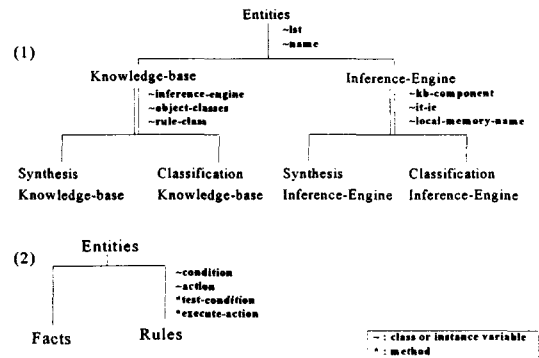 Entities
~lst
~name
(1)
Knowledge-base
~inference-engine
~object-classes
~rule-class
Inference-Engine
~kb-component
~it-ie
~local-memory-name
Synthesis
Knowledge-base
Classification
Knowledge-base
Synthesis
Inference-Engine
Classification
Inference-Engine
(2)
Entities
~condition
~action
*test-condition
*execute-action
Facts
Rules
~ : class or instance variable
* : method